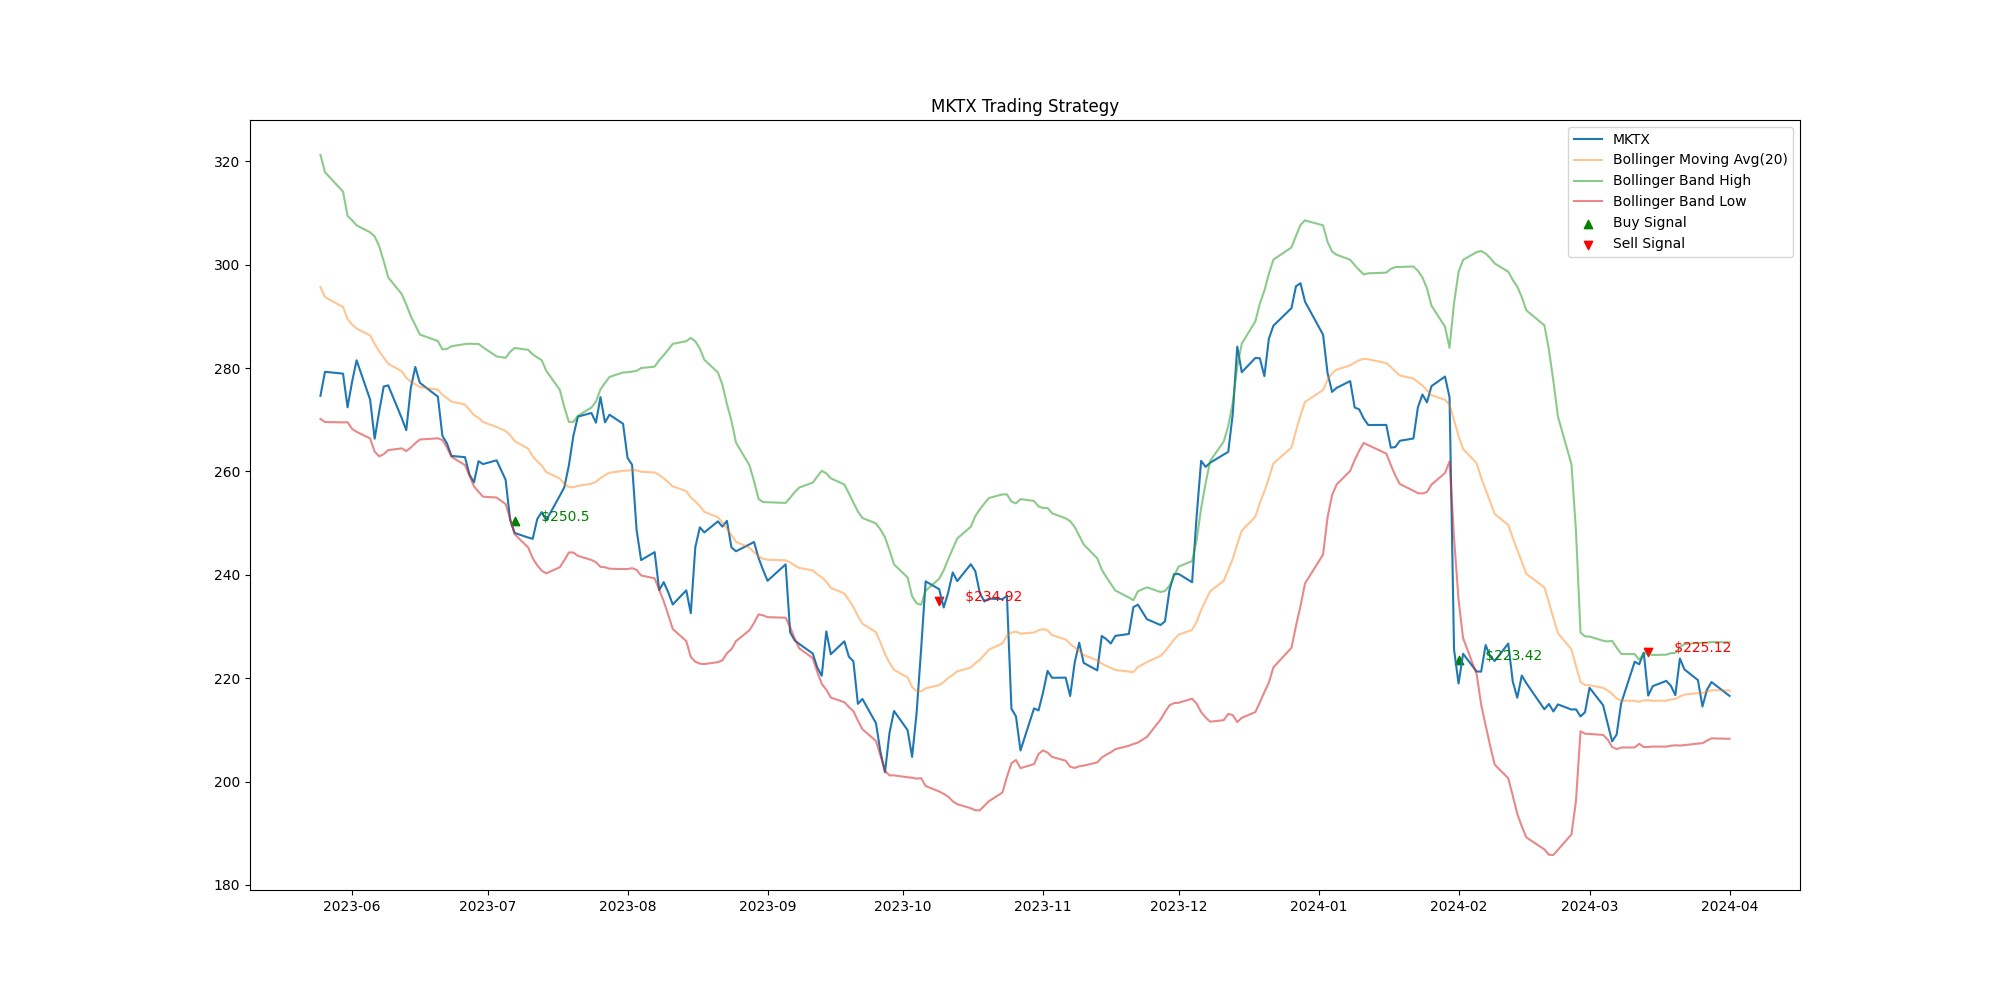 MKTX Trading Strategy
MKTX
Bollinger Moving Avg(20)
Bollinger Band High
Bollinger Band Low
Buy Signal
Sell Signal
320
300
280
260
240
220
200
180
$250.5
$234.92
$223.42
$225.12
2023-06 2023-07 2023-08 2023-09 2023-10 2023-11 2023-12 2024-01 2024-02 2024-03 2024-04